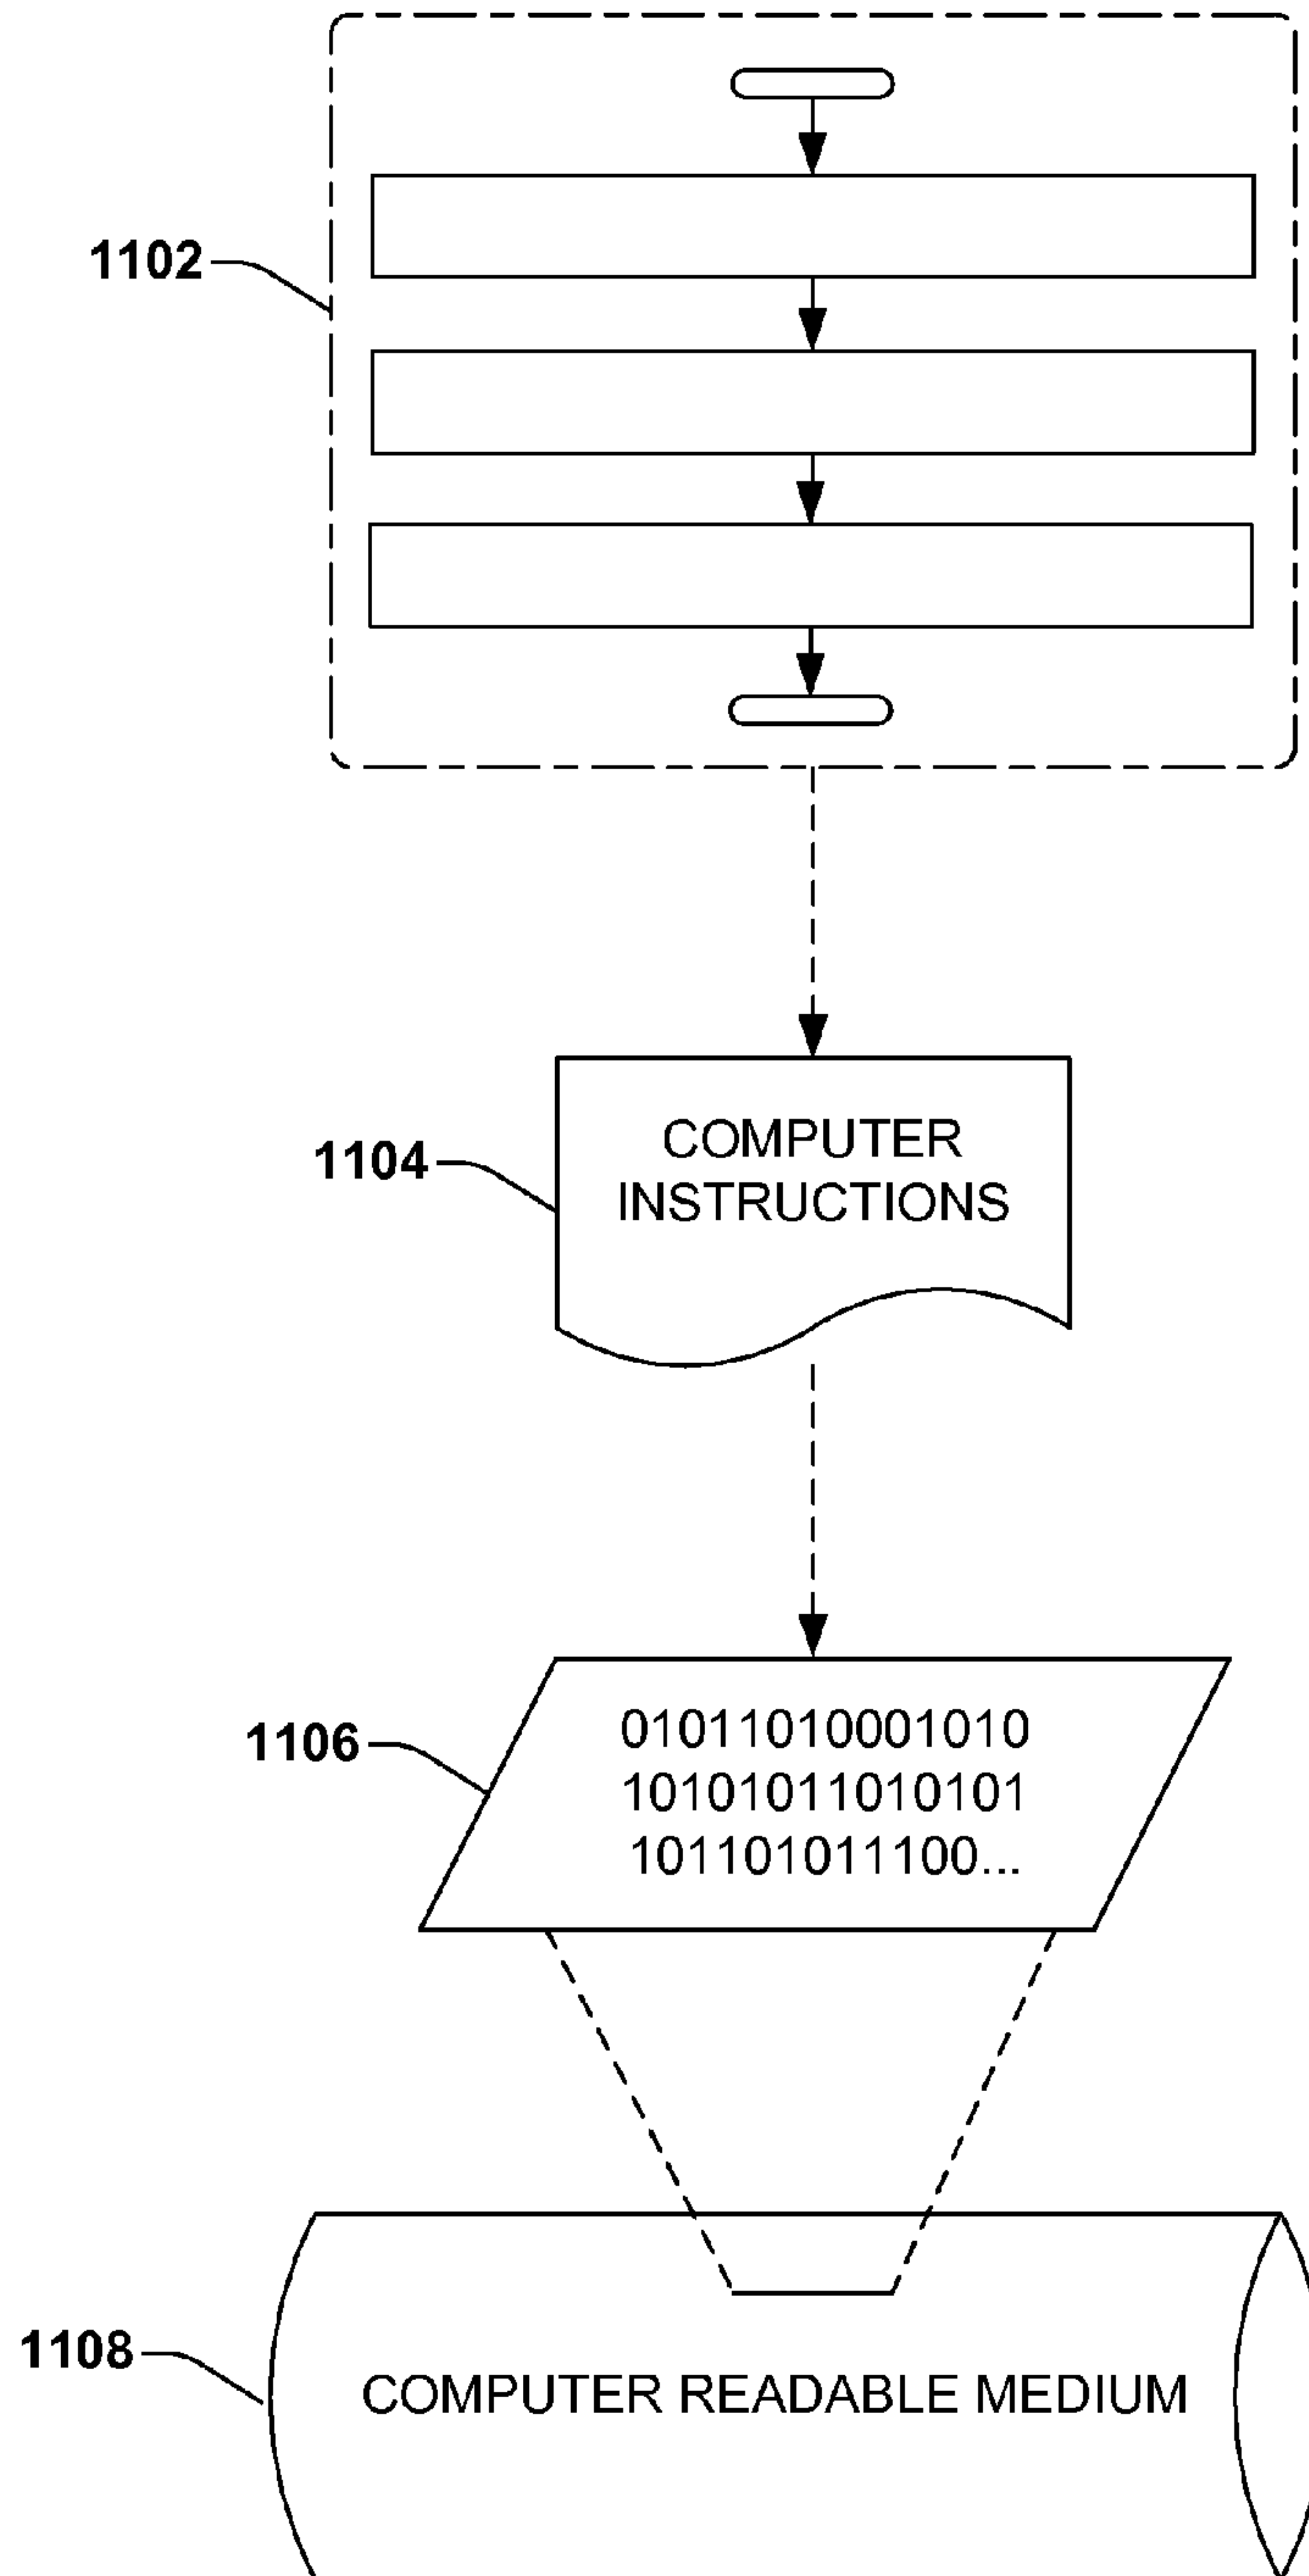 1102
1104
COMPUTER
INSTRUCTIONS
1106
01011010001010
10101011010101
101101011100...
1108
COMPUTER READABLE MEDIUM